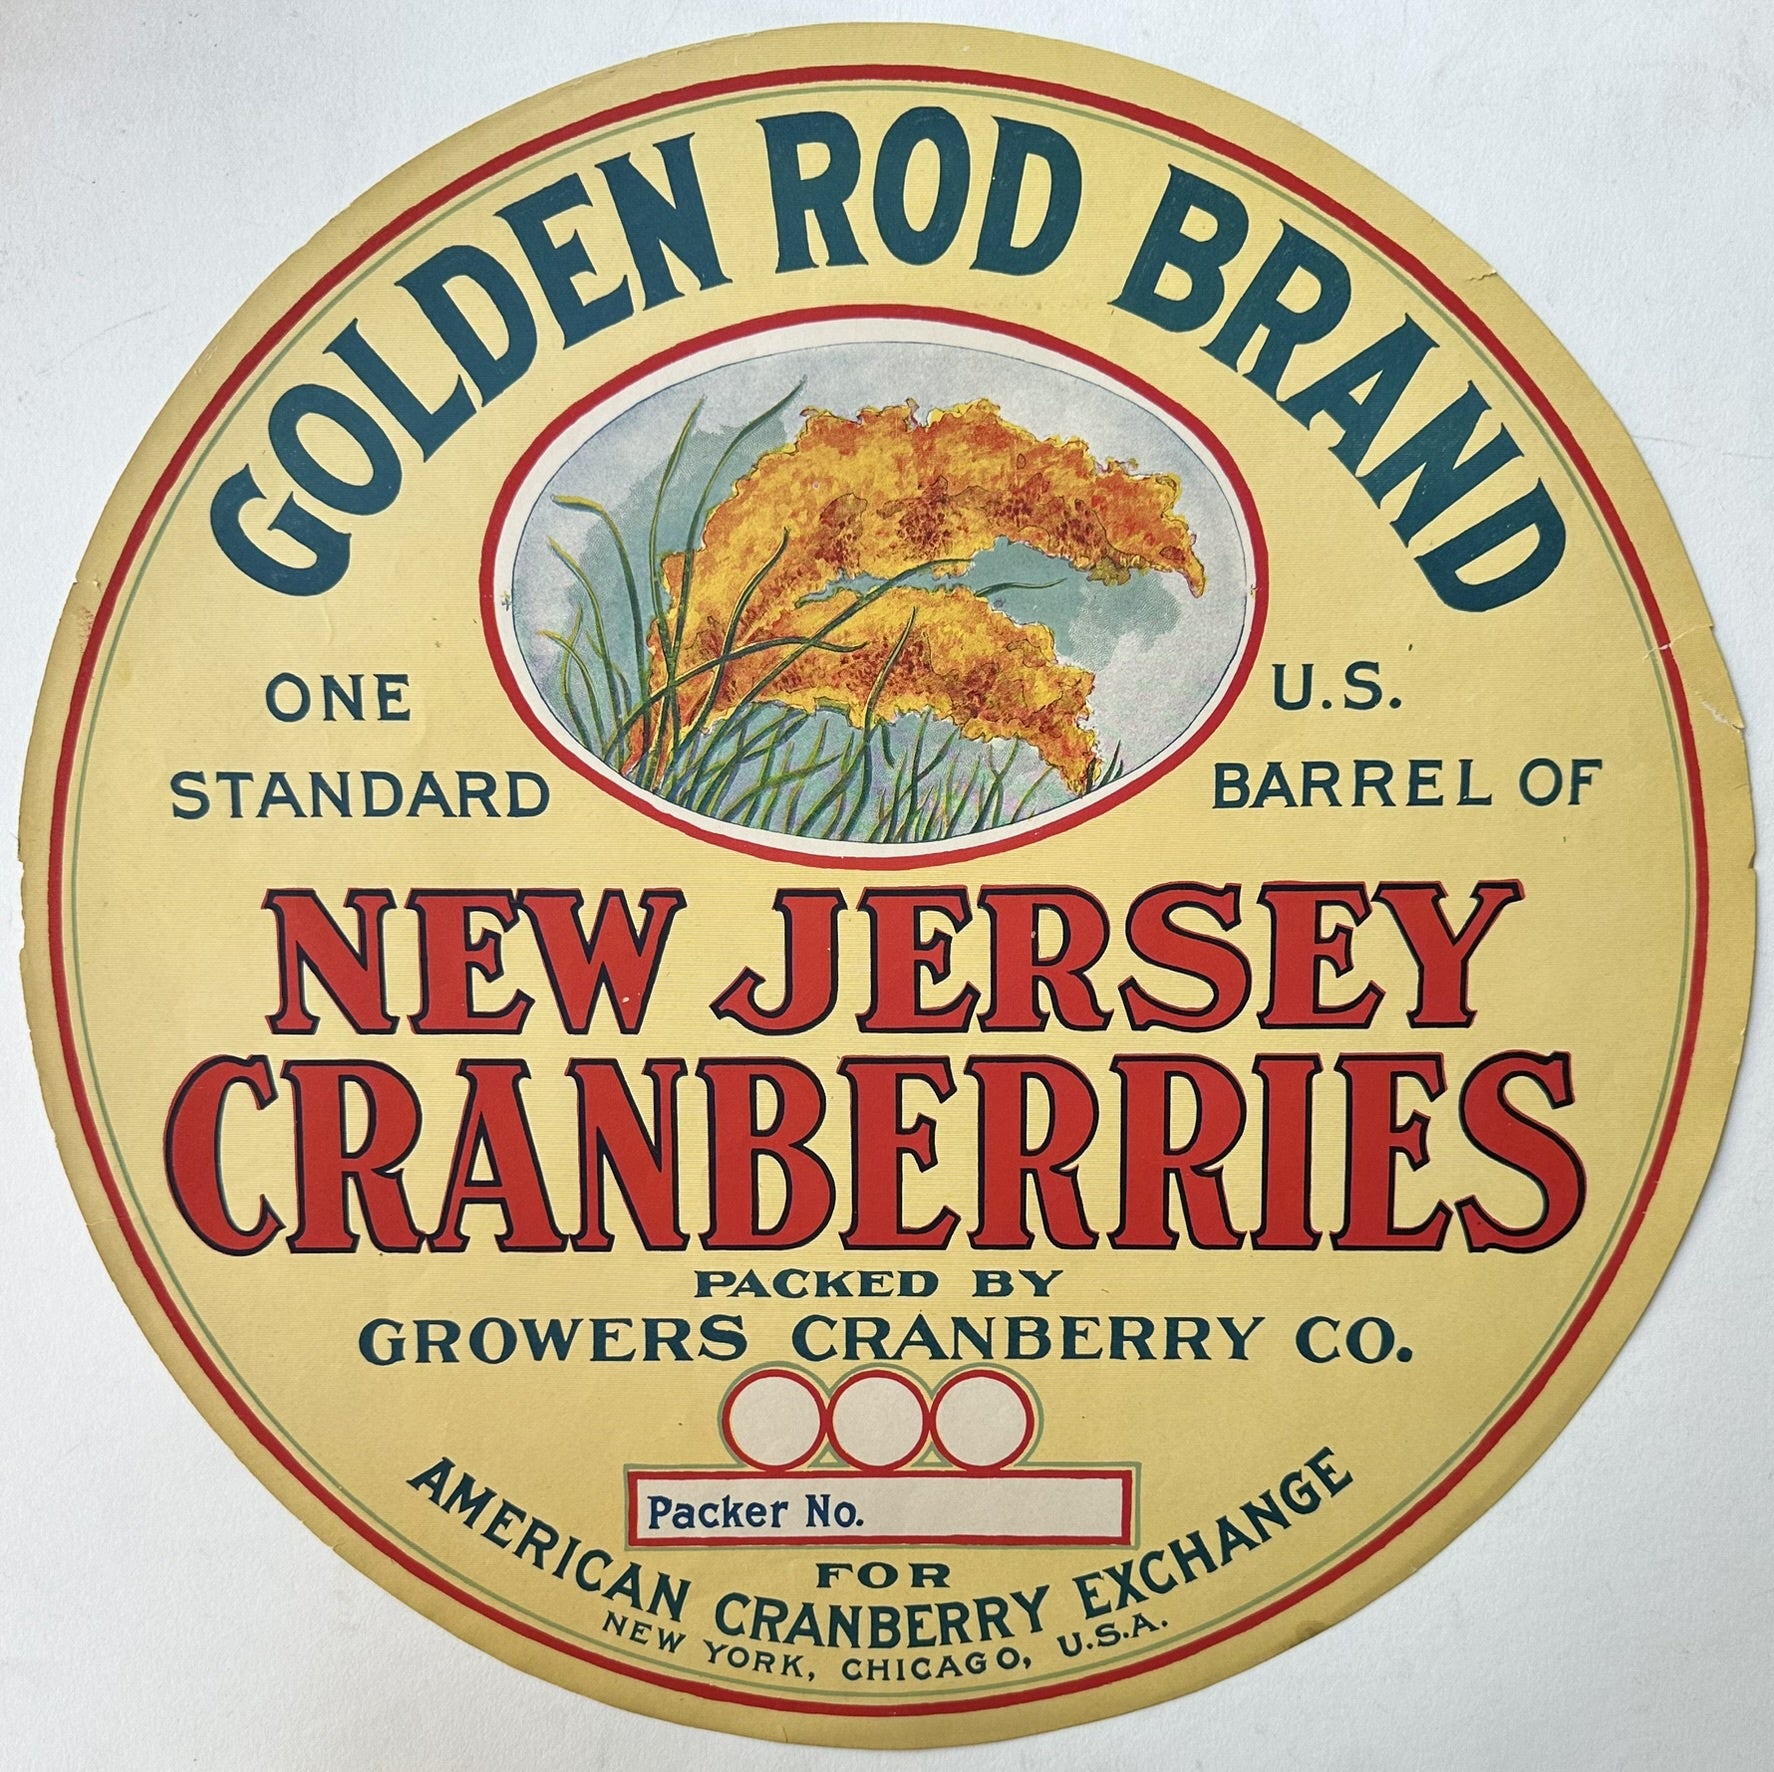 GOLDEN ROD BRAND
ONE
STANDARD
U.S.
BARREL OF
NEW JERSEY
CRANBERRIES
PACKED BY
GROWERS CRANBERRY CO.
Packer No.
FOR
AMERICAN CRANBERRY EXCHANGE
NEW YORK, CHICAGO, U.S.A.